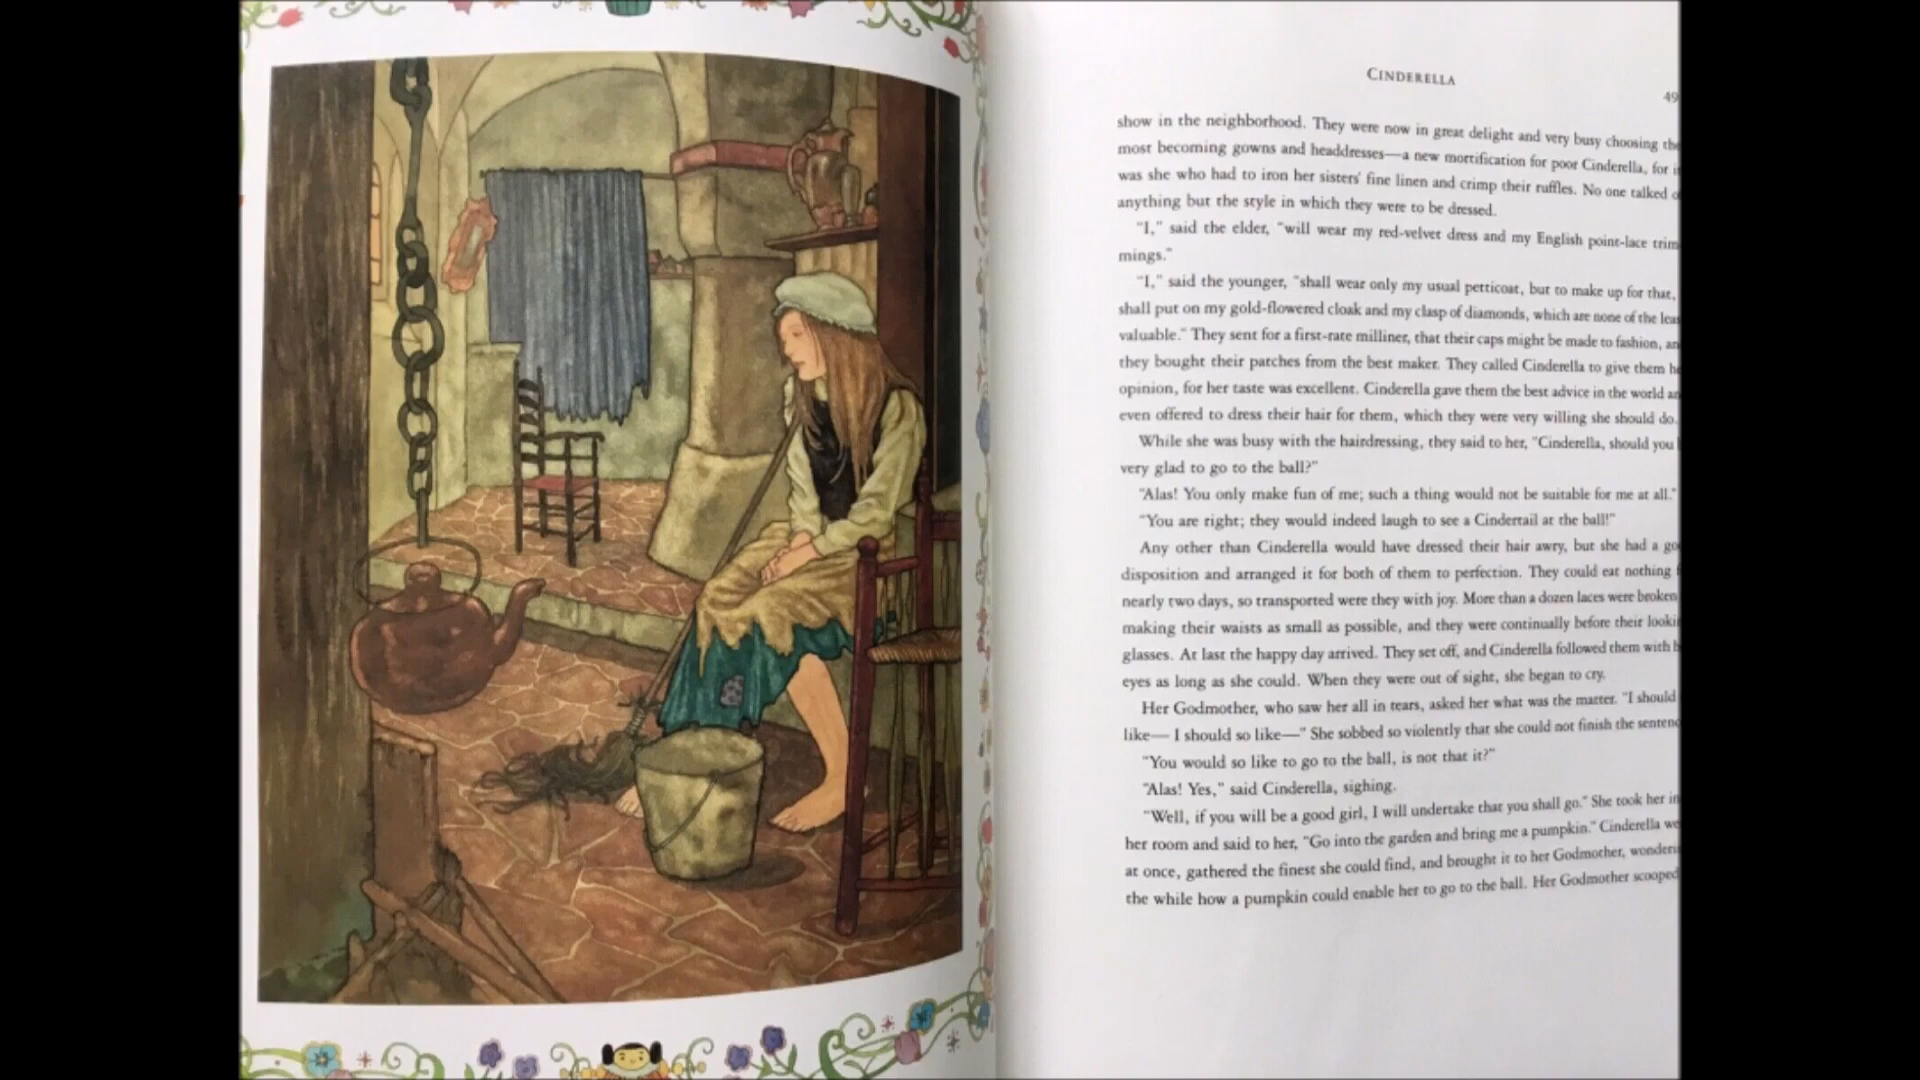 CINDERELLA
49
show in the neighborhood. They were now in great delight and very busy choosing the
most becoming gowns and headdresses—a new mortification for poor Cinderella, for
was she who had to iron her sisters' fine linen and crimp their ruffles. No one talked
anything but the style in which they were to be dressed.
"I," said the elder, "will wear my red-velvet dress and my English point-lace trim
mings."
"I," said the younger, "shall wear only my usual petticoat, but to make up for that,
shall put on my gold-flowered cloak and my clasp of diamonds, which are none of the
valuable." They sent for a first-rate milliner, that their caps might be made to fashion,
they bought their patches from the best maker. They called Cinderella to give them
opinion, for her taste was excellent. Cinderella gave them the best advice in the world
even offered to dress their hair for them, which they were very willing she should do.
While she was busy with the hairdressing, they said to her, "Cinderella, should you
very glad to go to the ball?"
"Alas! You only make fun of me; such a thing would not be suitable for me at all."
"You are right; they would indeed laugh to see a Cindertail at the ball!"
Any other than Cinderella would have dressed their hair awry, but she had a
disposition and arranged it for both of them to perfection. They could eat nothing
nearly two days, so transported were they with joy. More than a dozen laces were broken
making their waists as small as possible, and they were continually before their
glasses. At last the happy day arrived. They set off, and Cinderella followed them with
eyes as long as she could. When they were out of sight, she began to cry.
Her Godmother, who saw her all in tears, asked her what was the matter. "I should
like— I should so like—" She sobbed so violently that she could not finish the
"You would so like to go to the ball, is not that it?"
"Alas! Yes," said Cinderella, sighing.
"Well, if you will be a good girl, I will undertake that you shall go." She took her in
her room and said to her, "Go into the garden and bring me a pumpkin." Cinderella
at once, gathered the finest she could find, and brought it to her Godmother,
the while how a pumpkin could enable her to go to the ball. Her Godmother scooped